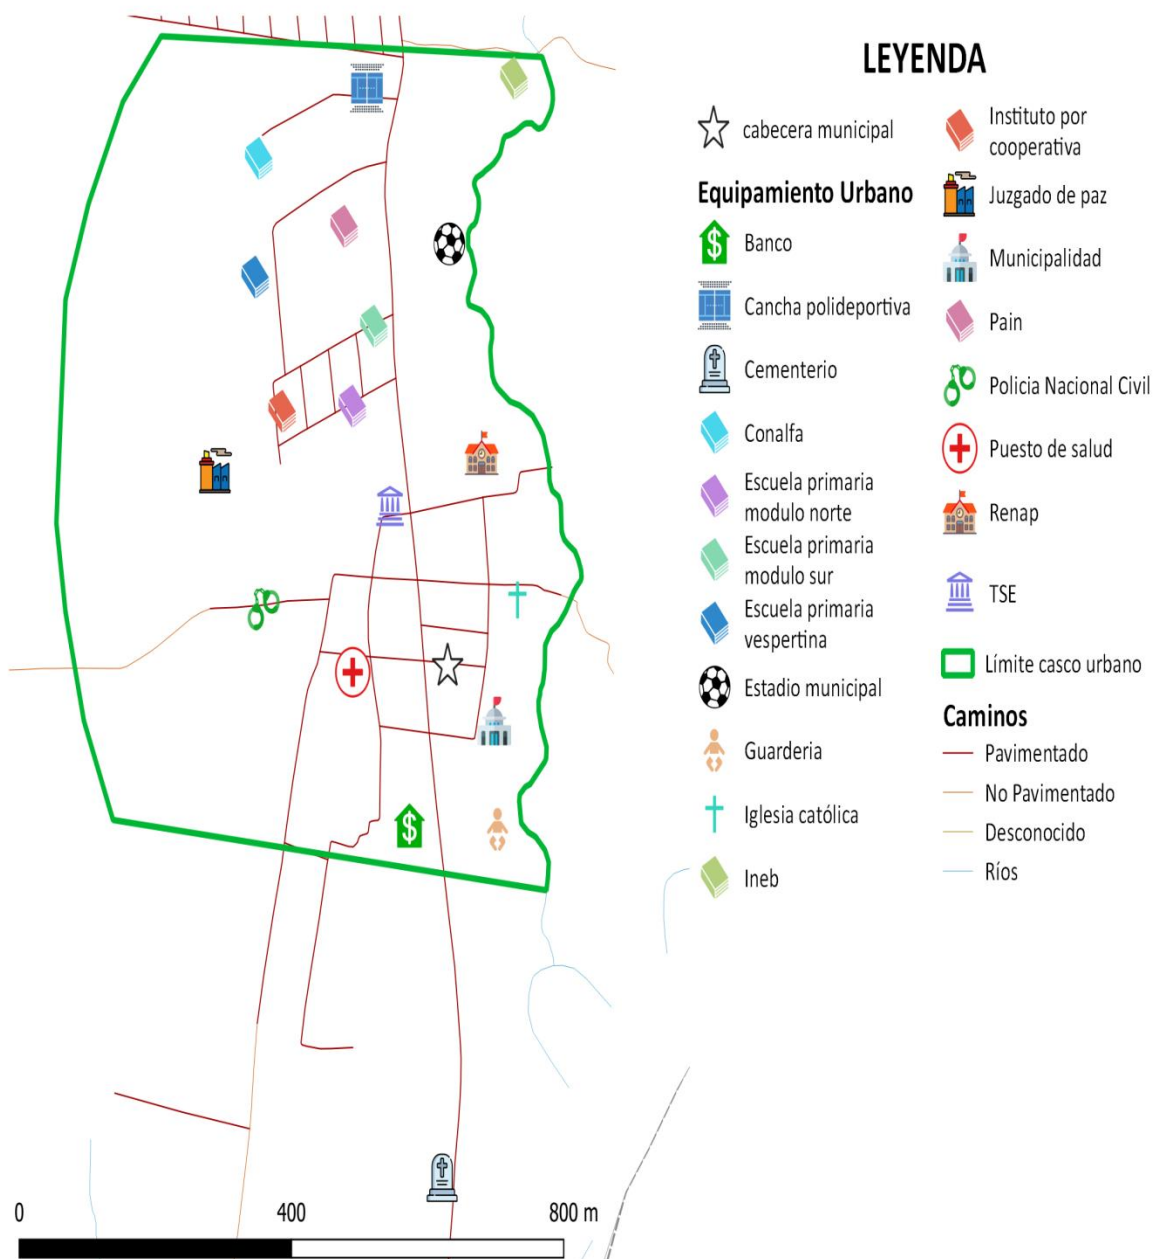 LEYENDA
cabecera municipal
Equipamiento Urbano
Banco
Cancha polideportiva
Cementerio
Conalfa
Escuela primaria
modulo norte
Escuela primaria
modulo sur
Escuela primaria
vespertina
Estadio municipal
Guarderia
Iglesia católica
Ineb
Instituto por
cooperativa
Juzgado de paz
Municipalidad
Pain
Policia Nacional Civil
Puesto de salud
Renap
TSE
Límite casco urbano
Caminos
Pavimentado
No Pavimentado
Desconocido
Ríos
0 400 800 m